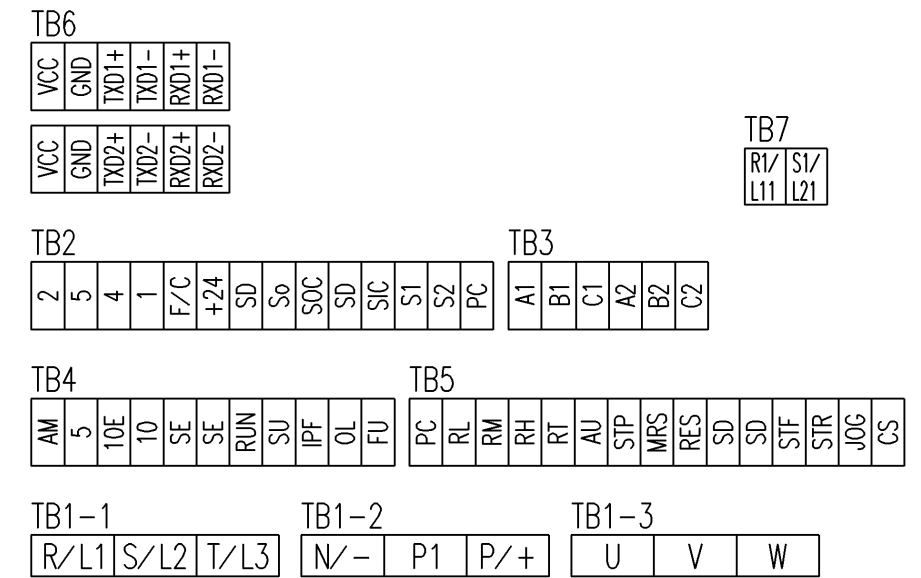 TB6
VCC GND TXD1+ TXD1- RXD1+ RXD1-
VCC GND TXD2+ TXD2- RXD2+ RXD2-
TB7
R1/L11 S1/L21
TB2
2 5 4 1 F/C +24 SD So SOC SD SIC S1 S2 PC
TB3
A1 B1 C1 A2 B2 C2
TB4
AM 5 10E 10 SE SE RUN SU IPF OL FU
TB5
PC RL RM RH RT AU STP MRS RES SD SD STF STR JOG CS
TB1-1
R/L1 S/L2 T/L3
TB1-2
N/- P1 P/+
TB1-3
U V W